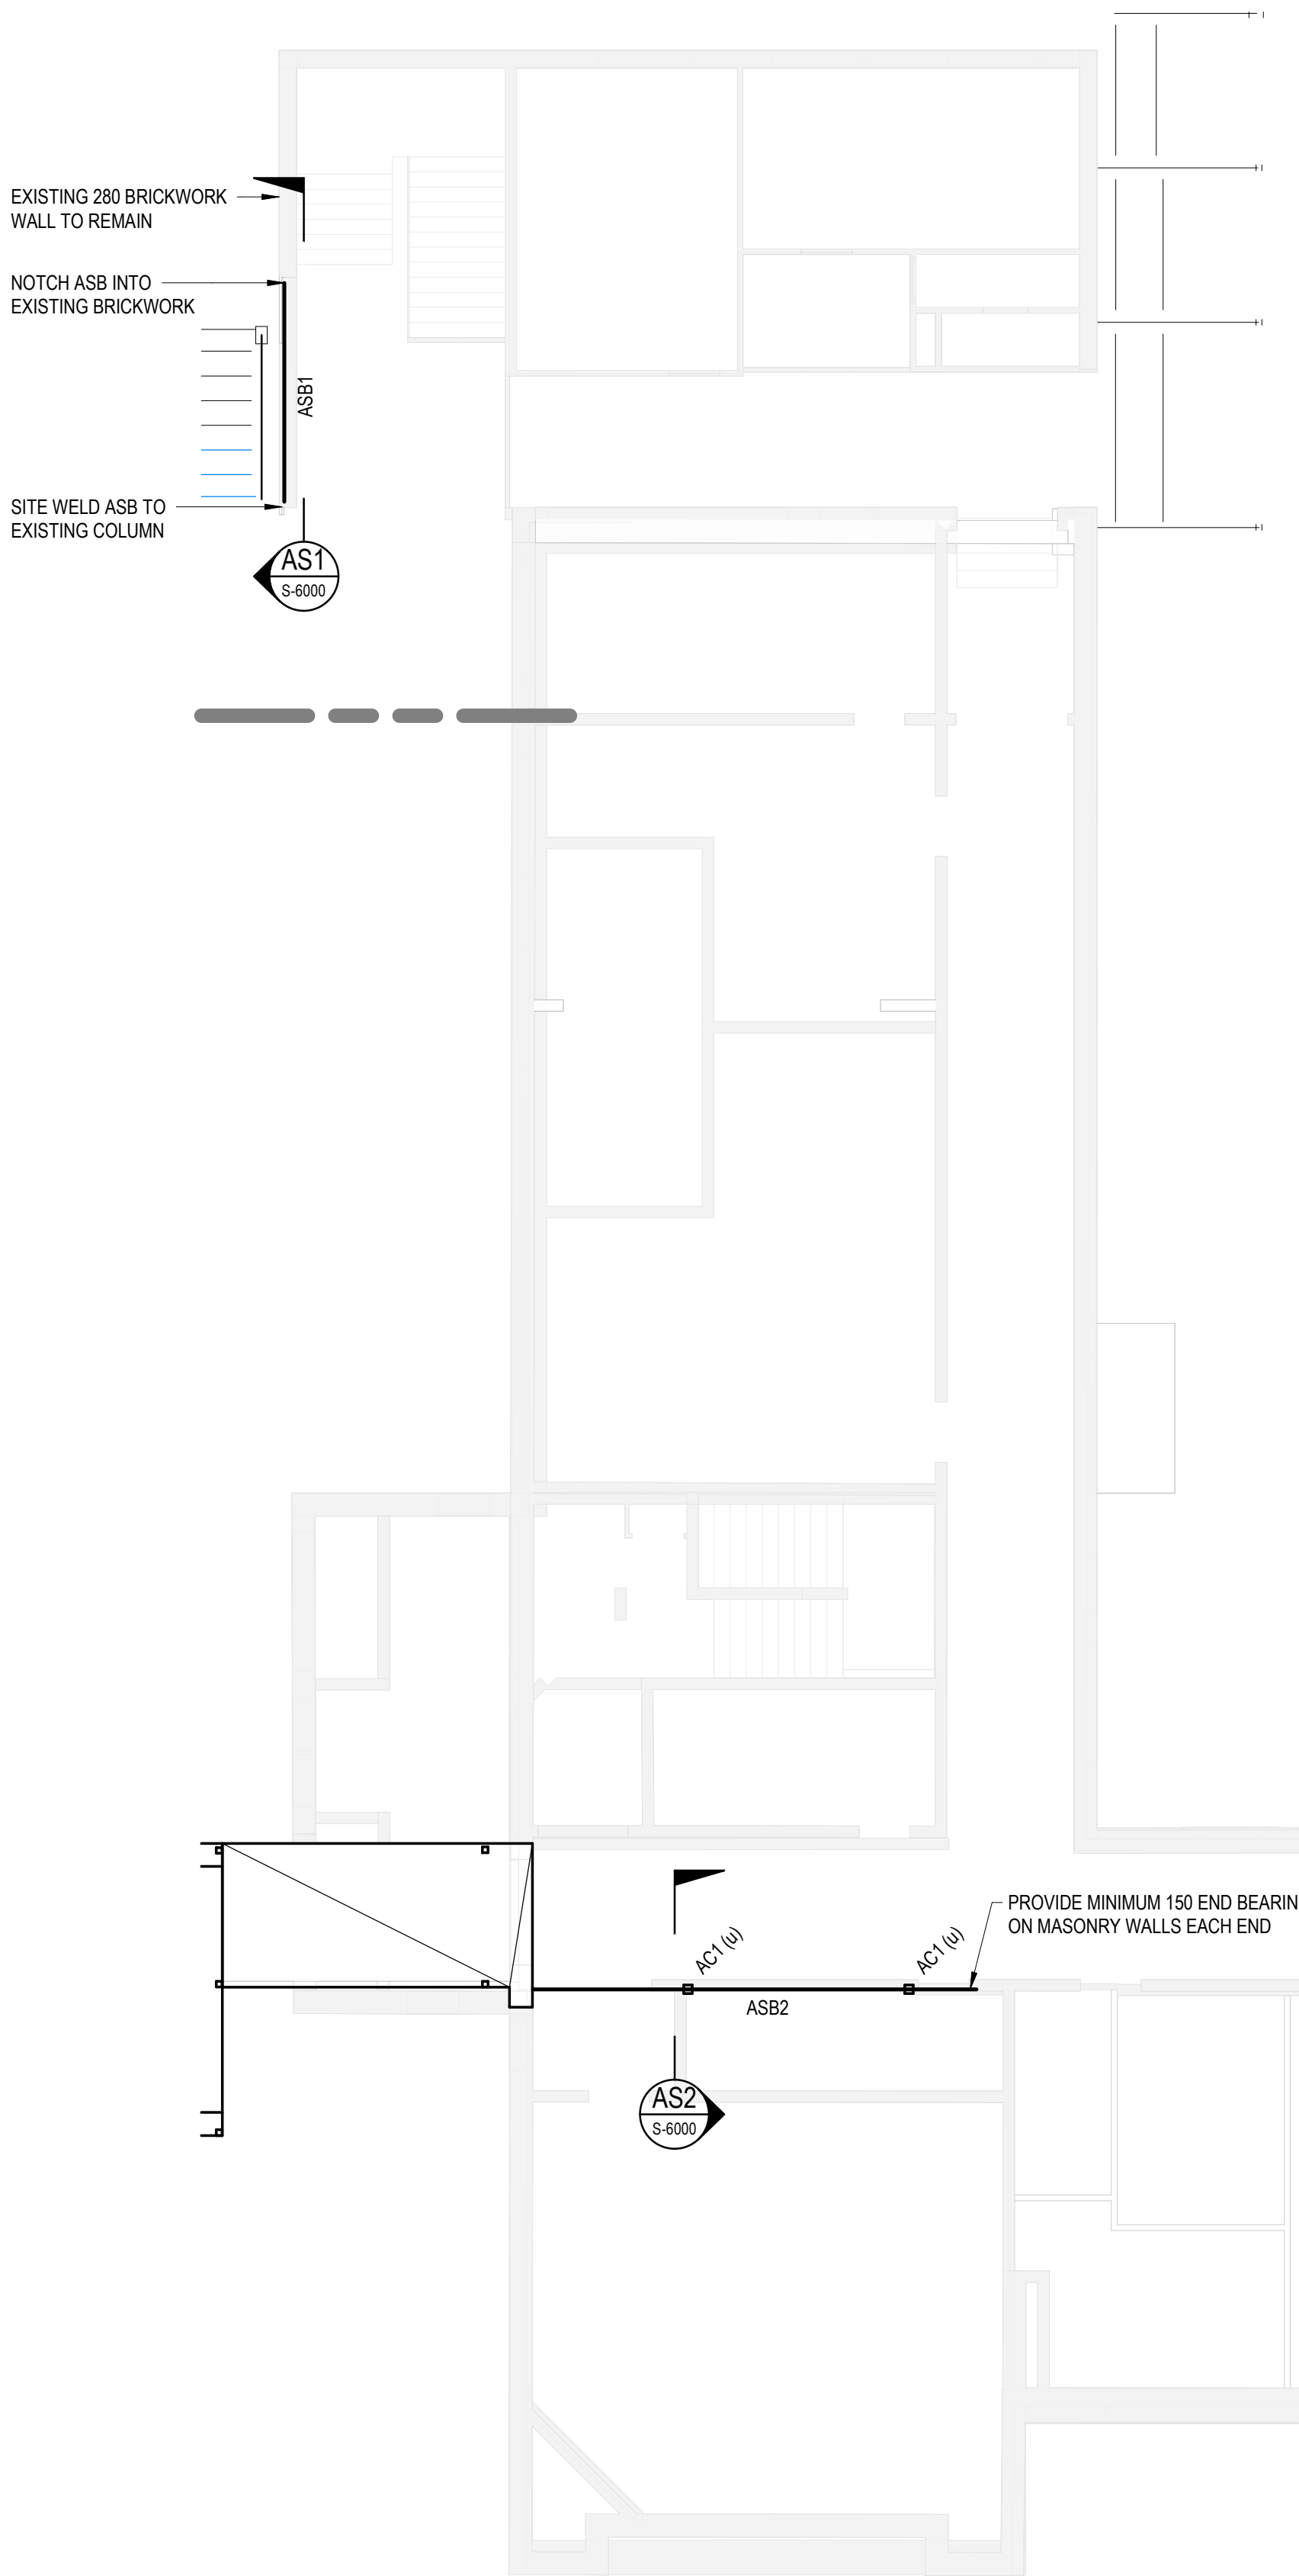 EXISTING 280 BRICKWORK
WALL TO REMAIN
NOTCH ASB INTO
EXISTING BRICKWORK
ASB1
SITE WELD ASB TO
EXISTING COLUMN
AS1
S-6000
PROVIDE MINIMUM 150 END BEARIN
ON MASONRY WALLS EACH END
AC1 (u)
AC1 (u)
ASB2
AS2
S-6000